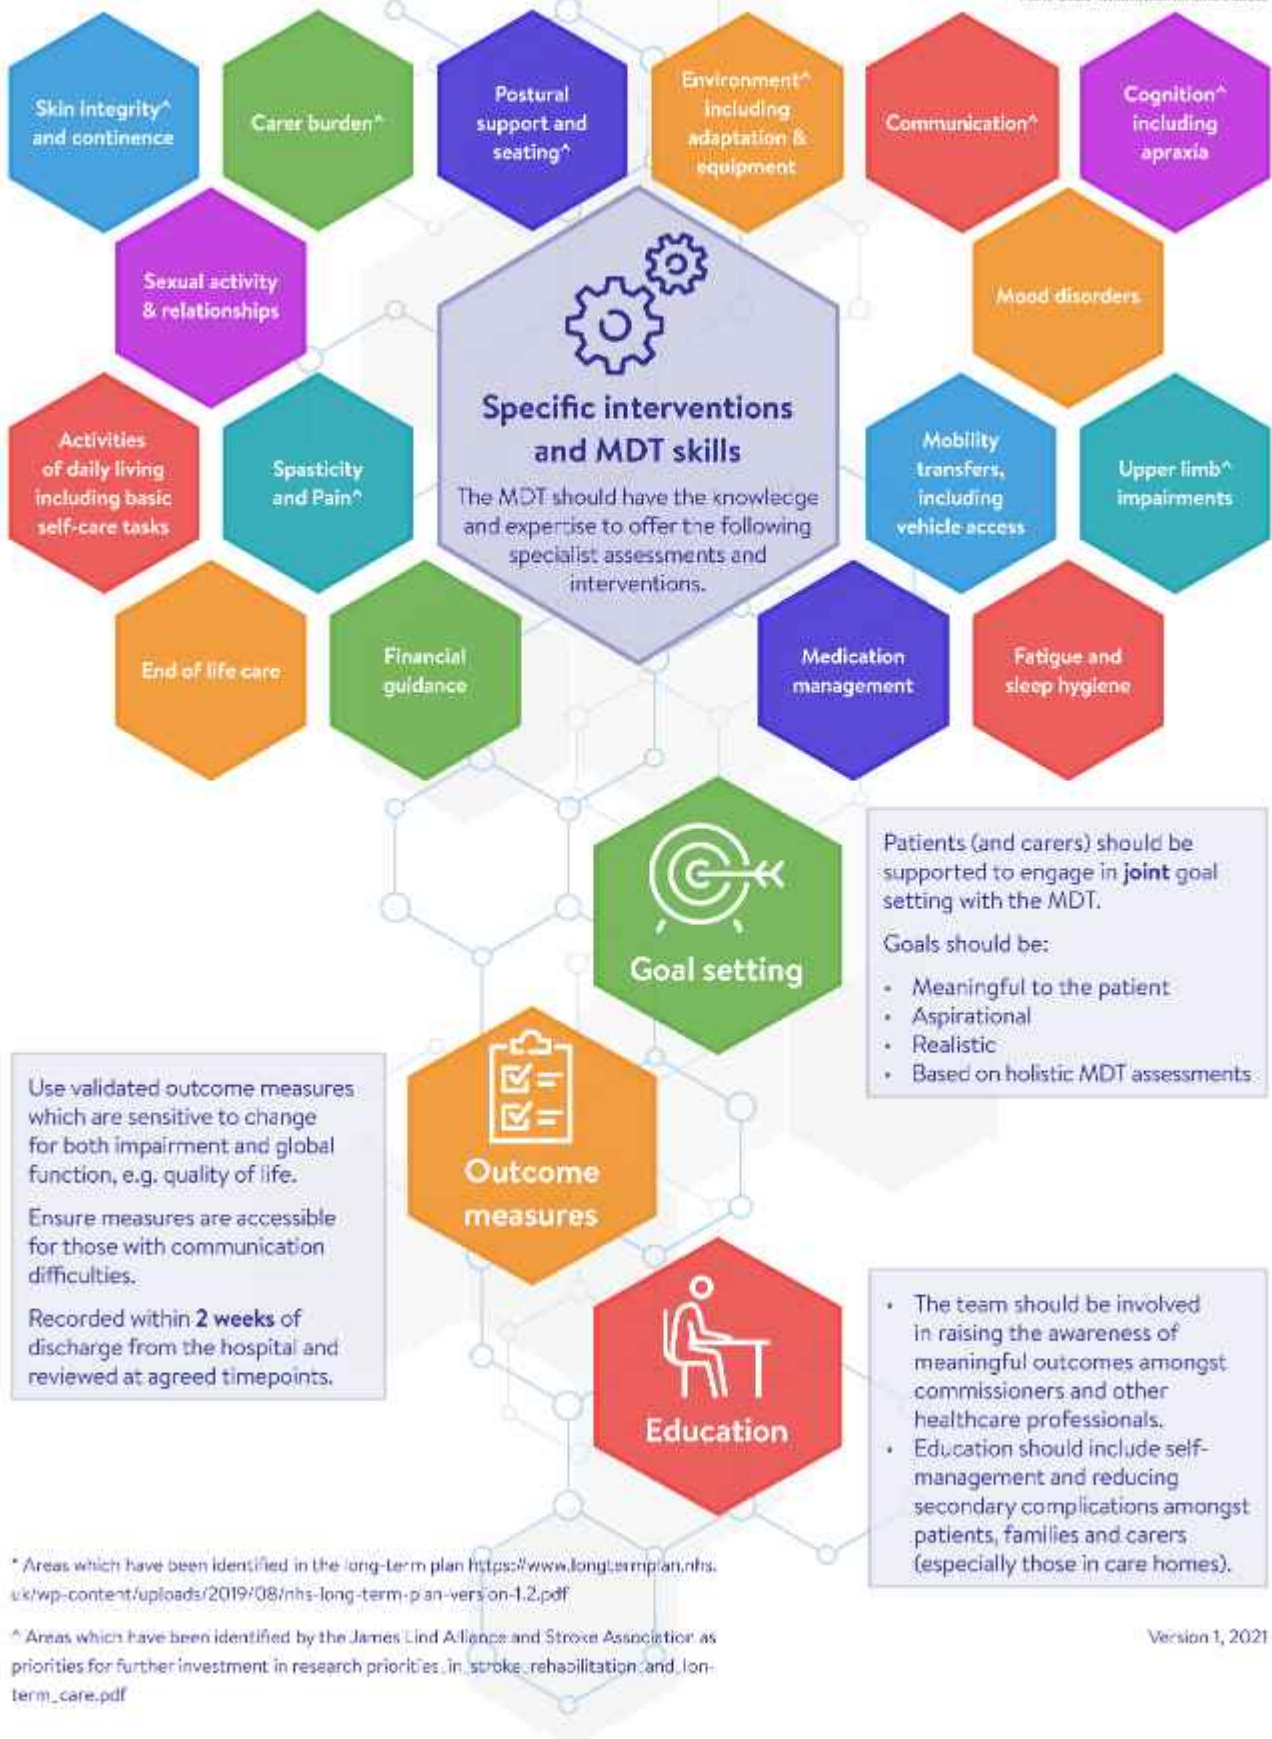 Skin integrity^
and continence
Carer burden^
Postural
support and
seating^
Environment^
including
adaptation &
equipment
Communication^
Cognition^
including
apraxia
Sexual activity
& relationships
Mood disorders
Specific interventions
and MDT skills
The MDT should have the knowledge
and expertise to offer the following
specialist assessments and
interventions.
Activities
of daily living
including basic
self-care tasks
Spasticity
and Pain^
Mobility
transfers,
including
vehicle access
Upper limb^
impairments
End of life care
Financial
guidance
Medication
management
Fatigue and
sleep hygiene
Goal setting
Patients (and carers) should be
supported to engage in joint goal
setting with the MDT.
Goals should be:
• Meaningful to the patient
• Aspirational
• Realistic
• Based on holistic MDT assessments
Outcome
measures
Use validated outcome measures
which are sensitive to change
for both impairment and global
function, e.g. quality of life.
Ensure measures are accessible
for those with communication
difficulties.
Recorded within 2 weeks of
discharge from the hospital and
reviewed at agreed timepoints.
Education
• The team should be involved
in raising the awareness of
meaningful outcomes amongst
commissioners and other
healthcare professionals.
• Education should include self-
management and reducing
secondary complications amongst
patients, families and carers
(especially those in care homes).
* Areas which have been identified in the long-term plan https://www.longtermplan.nhs.
uk/wp-content/uploads/2019/08/nhs-long-term-plan-version-1.2.pdf
^ Areas which have been identified by the James Lind Alliance and Stroke Association as
priorities for further investment in research priorities_in_stroke_rehabilitation_and_lon-
term_care.pdf
Version 1, 2021